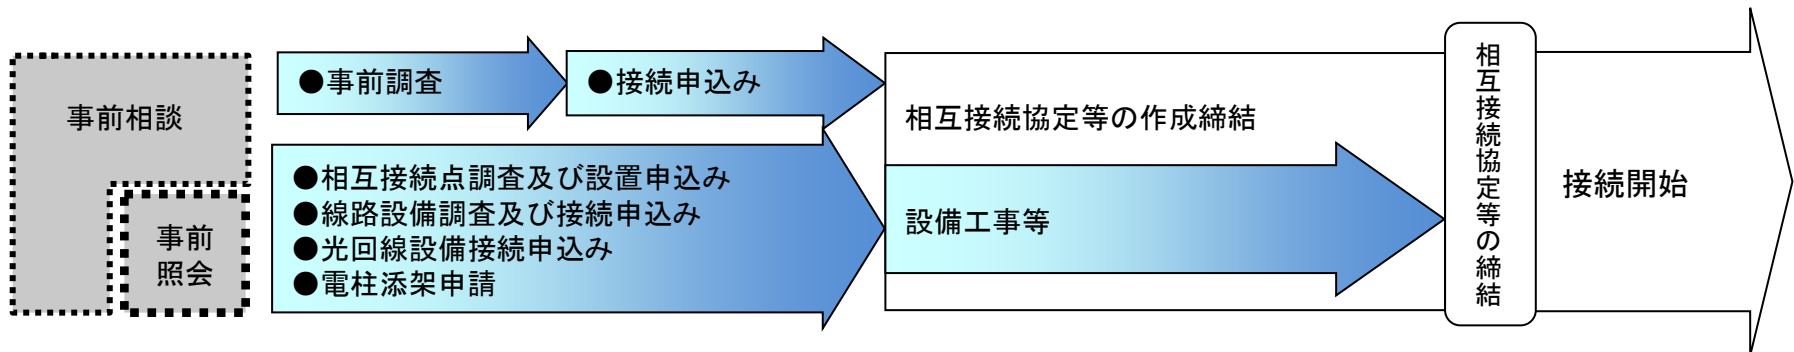 事前相談
事前
照会
●事前調査
●接続申込み
●相互接続点調査及び設置申込み
●線路設備調査及び接続申込み
●光回線設備接続申込み
●電柱添架申請
相互接続協定等の作成締結
設備工事等
相互接続協定等の締結
接続開始